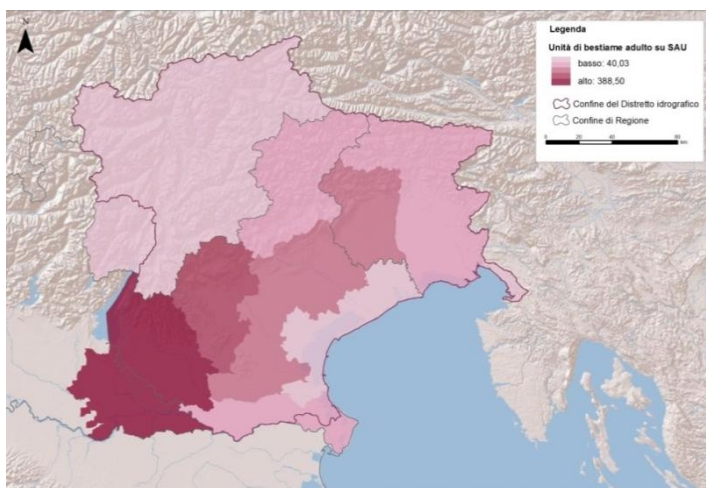 N
Legenda
Unità di bestiame adulto su SAU
basso: 40,03
alto: 388,50
Confine del Distretto idrografico
Confine di Regione
0 20 40 80
km